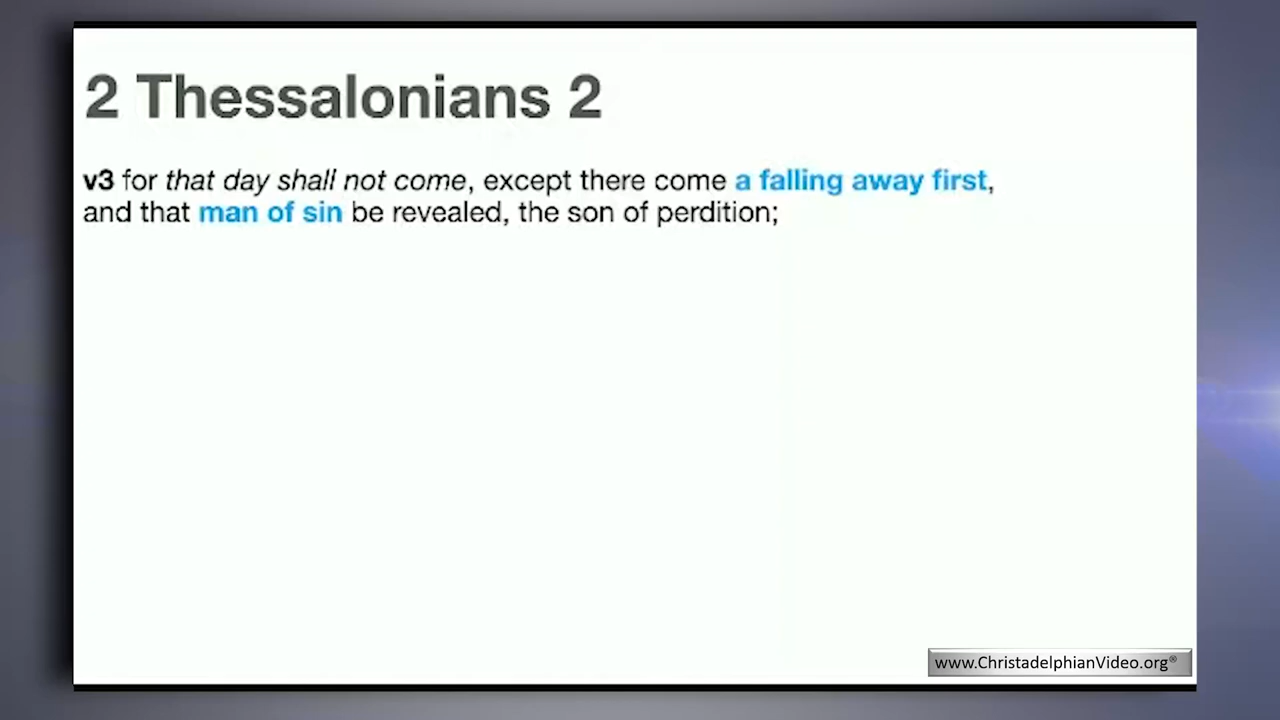 2 Thessalonians 2
v3 for that day shall not come, except there come a falling away first,
and that man of sin be revealed, the son of perdition;
www.ChristadelphianVideo.org®